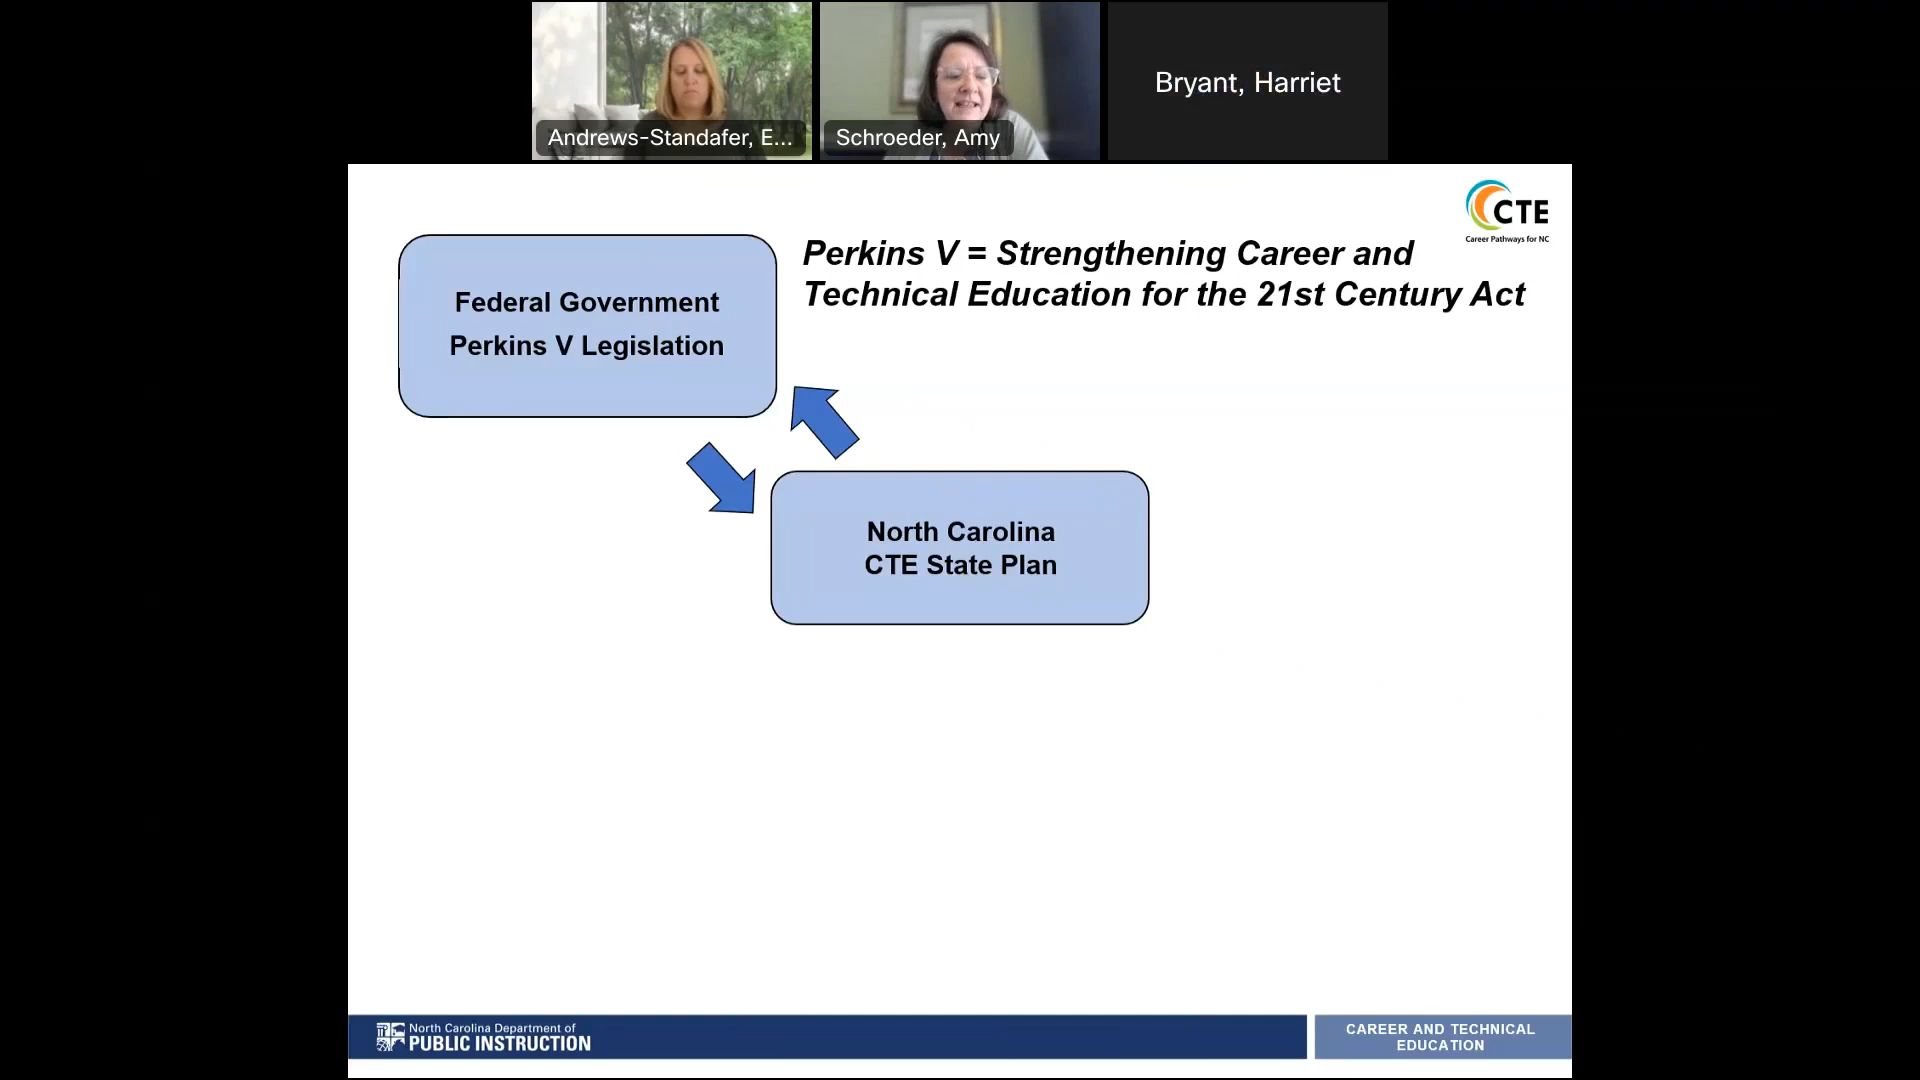 Andrews-Standafer, E...
Schroeder, Amy
Bryant, Harriet
CTE
Career Pathways for NC
Perkins V = Strengthening Career and
Technical Education for the 21st Century Act
Federal Government
Perkins V Legislation
North Carolina
CTE State Plan
North Carolina Department of
PUBLIC INSTRUCTION
CAREER AND TECHNICAL
EDUCATION